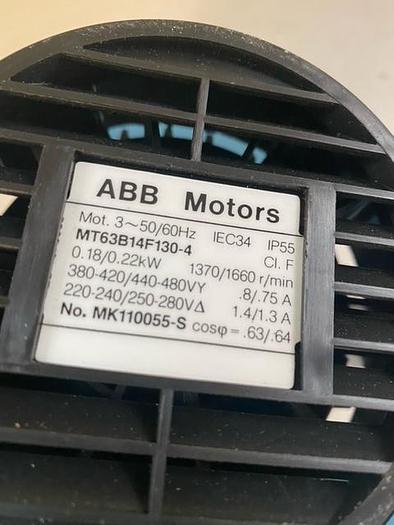 ABB Motors
Mot. 3~50/60Hz IEC34 IP55
MT63B14F130-4 Cl. F
0.18/0.22kW 1370/1660 r/min
380-420/440-480VY .8/.75 A
220-240/250-280VΔ 1.4/1.3 A
No. MK110055-S cosφ = .63/.64